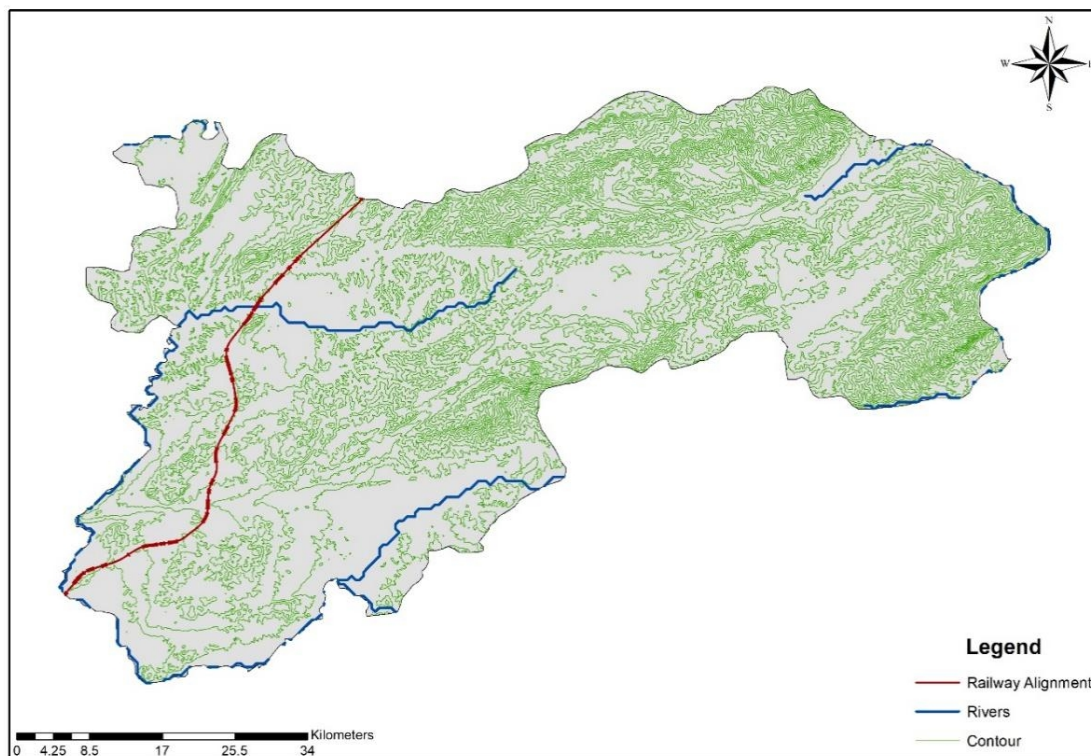 N
W
S
Legend
Railway Alignment
Rivers
Contour
Kilometers
0 4.25 8.5 17 25.5 34